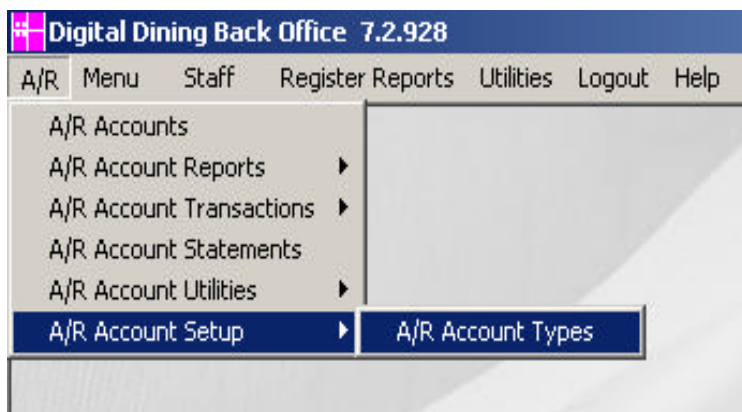 Digital Dining Back Office 7.2.928
A/R Menu Staff Register Reports Utilities Logout Help
A/R Accounts
A/R Account Reports
A/R Account Transactions
A/R Account Statements
A/R Account Utilities
A/R Account Setup A/R Account Types